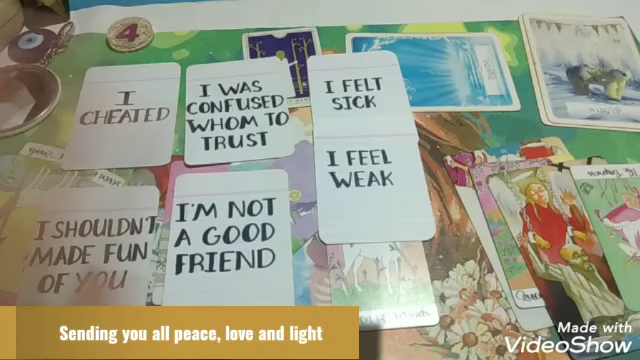 4
I
CHEATED
I WAS
CONFUSED
WHOM TO
TRUST
I FELT
SICK
I FEEL
WEAK
I SHOULDN'T
MADE FUN
OF YOU
I'M NOT
A GOOD
FRIEND
Sending you all peace, love and light
Made with
VideoShow